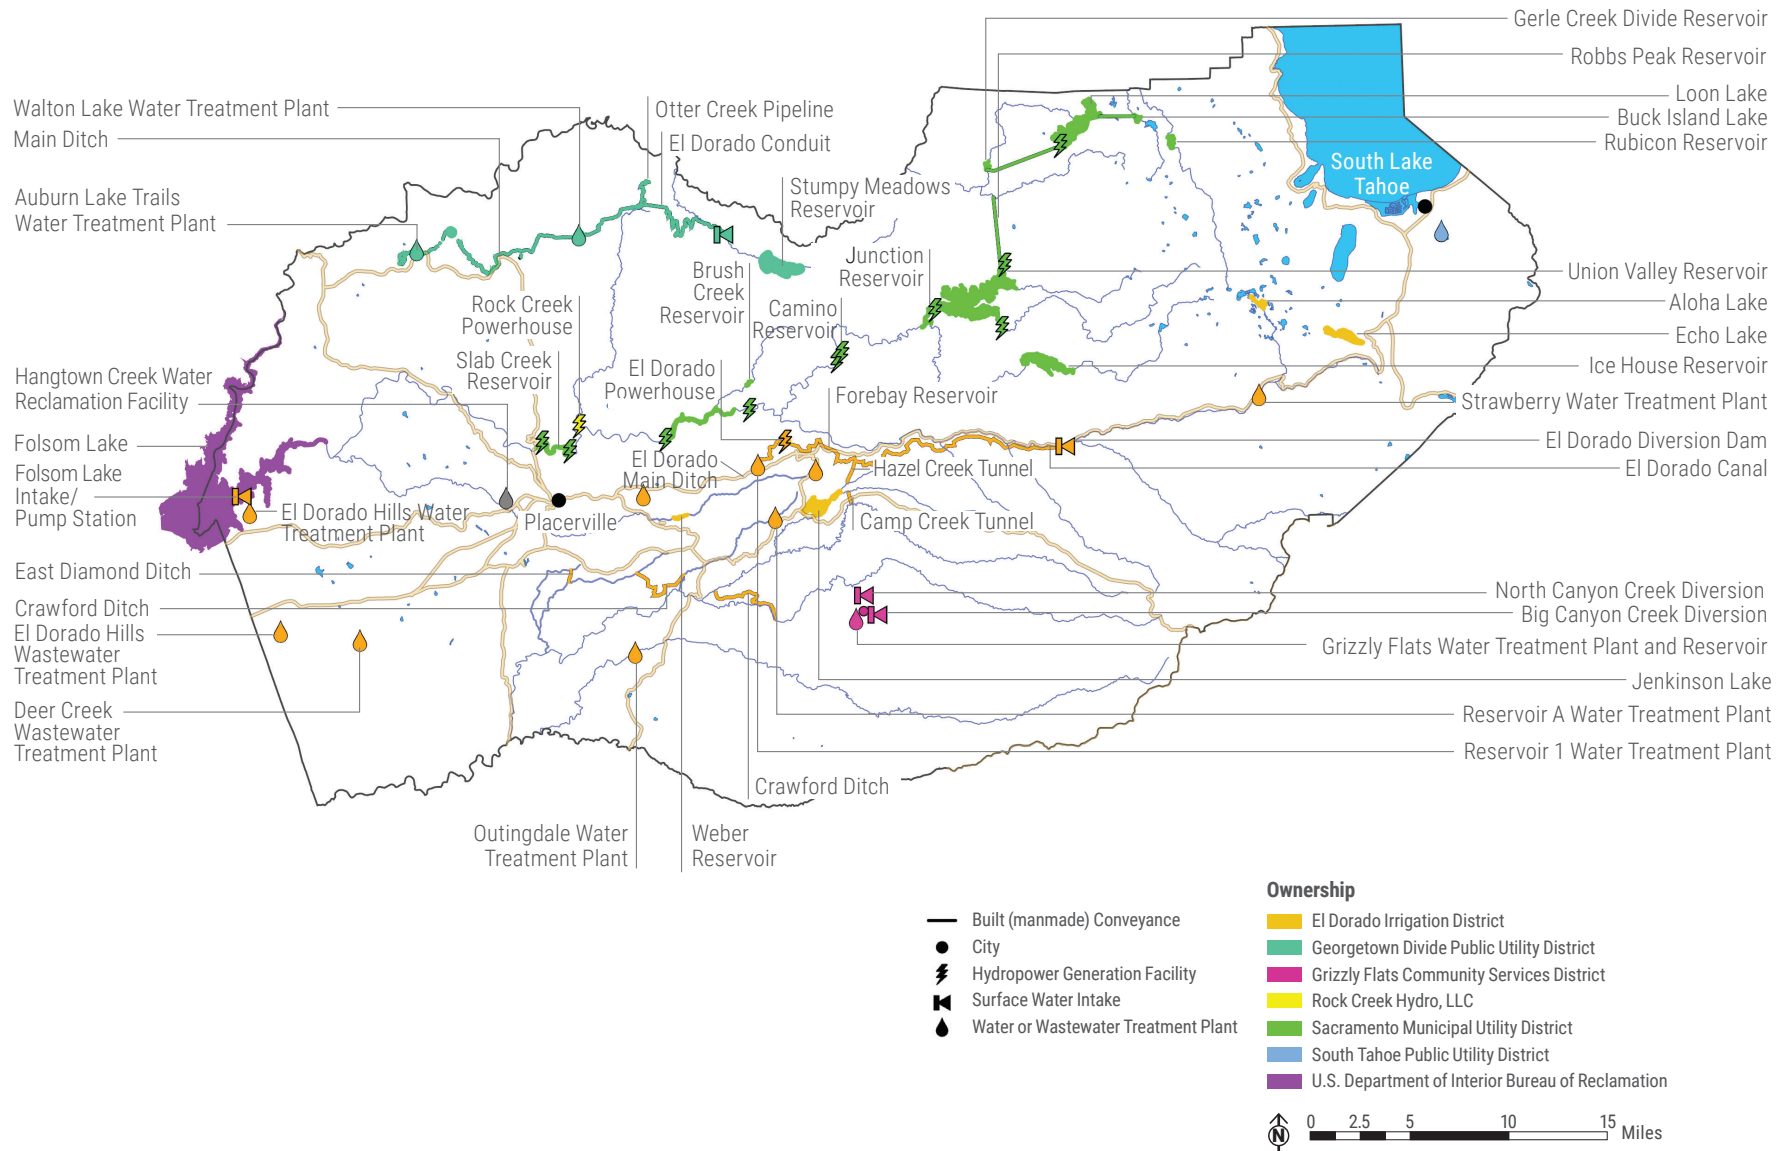 Gerle Creek Divide Reservoir
Robbs Peak Reservoir
Loon Lake
Buck Island Lake
Rubicon Reservoir
Walton Lake Water Treatment Plant
Main Ditch
Auburn Lake Trails
Water Treatment Plant
Otter Creek Pipeline
El Dorado Conduit
Stumpy Meadows
Reservoir
South Lake
Tahoe
Junction
Reservoir
Brush
Creek
Reservoir
Camino
Reservoir
Rock Creek
Powerhouse
Slab Creek
Reservoir
El Dorado
Powerhouse
Forebay Reservoir
Union Valley Reservoir
Aloha Lake
Echo Lake
Ice House Reservoir
Strawberry Water Treatment Plant
El Dorado Diversion Dam
El Dorado Canal
Hangtown Creek Water
Reclamation Facility
Folsom Lake
Folsom Lake
Intake/
Pump Station
El Dorado Hills Water
Treatment Plant
Placerville
El Dorado
Main Ditch
Hazel Creek Tunnel
Camp Creek Tunnel
East Diamond Ditch
Crawford Ditch
El Dorado Hills
Wastewater
Treatment Plant
Deer Creek
Wastewater
Treatment Plant
North Canyon Creek Diversion
Big Canyon Creek Diversion
Grizzly Flats Water Treatment Plant and Reservoir
Jenkinson Lake
Reservoir A Water Treatment Plant
Reservoir 1 Water Treatment Plant
Crawford Ditch
Outingdale Water
Treatment Plant
Weber
Reservoir
Built (manmade) Conveyance
City
Hydropower Generation Facility
Surface Water Intake
Water or Wastewater Treatment Plant
Ownership
El Dorado Irrigation District
Georgetown Divide Public Utility District
Grizzly Flats Community Services District
Rock Creek Hydro, LLC
Sacramento Municipal Utility District
South Tahoe Public Utility District
U.S. Department of Interior Bureau of Reclamation
N
0 2.5 5 10 15 Miles